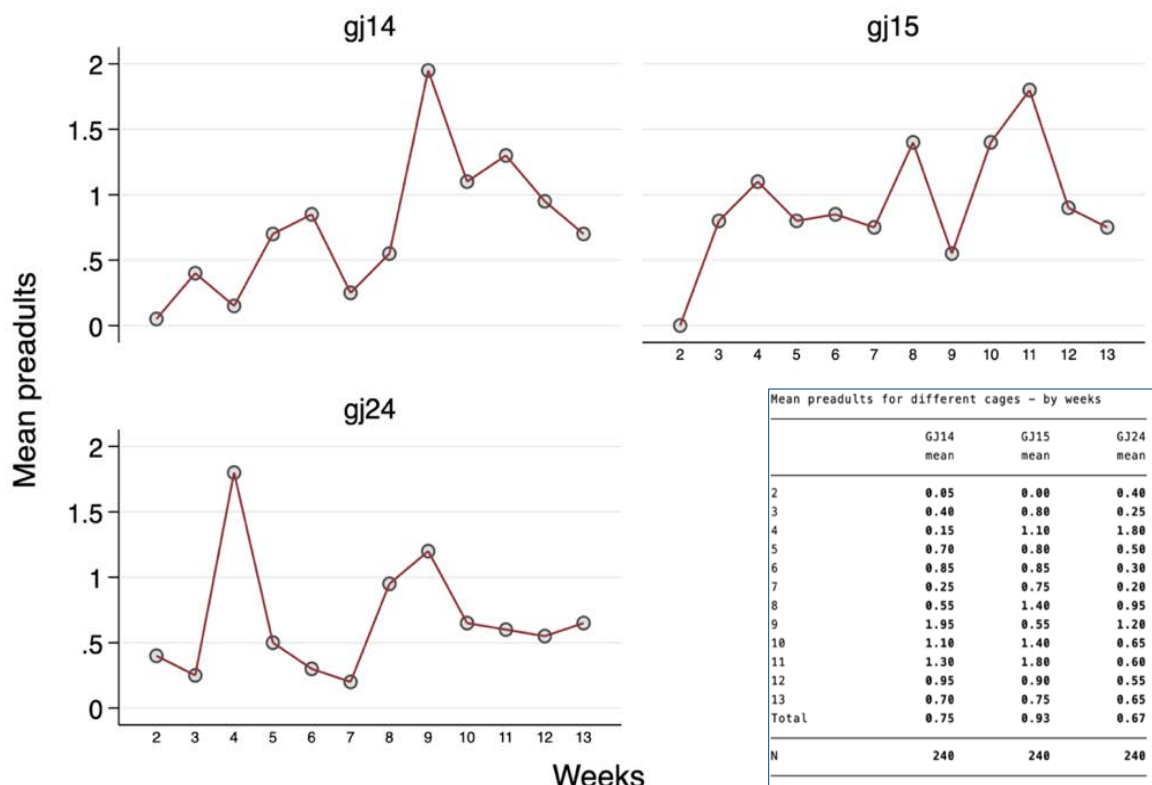 gj14
gj15
2
1.5
1
.5
0
2 3 4 5 6 7 8 9 10 11 12 13
Mean preadults
gj24
2
1.5
1
.5
0
2 3 4 5 6 7 8 9 10 11 12 13
Weeks
Mean preadults for different cages – by weeks
GJ14 GJ15 GJ24
mean mean mean
2 0.05 0.00 0.40
3 0.40 0.80 0.25
4 0.15 1.10 1.80
5 0.70 0.80 0.50
6 0.85 0.85 0.30
7 0.25 0.75 0.20
8 0.55 1.40 0.95
9 1.95 0.55 1.20
10 1.10 1.40 0.65
11 1.30 1.80 0.60
12 0.95 0.90 0.55
13 0.70 0.75 0.65
Total 0.75 0.93 0.67
N 240 240 240